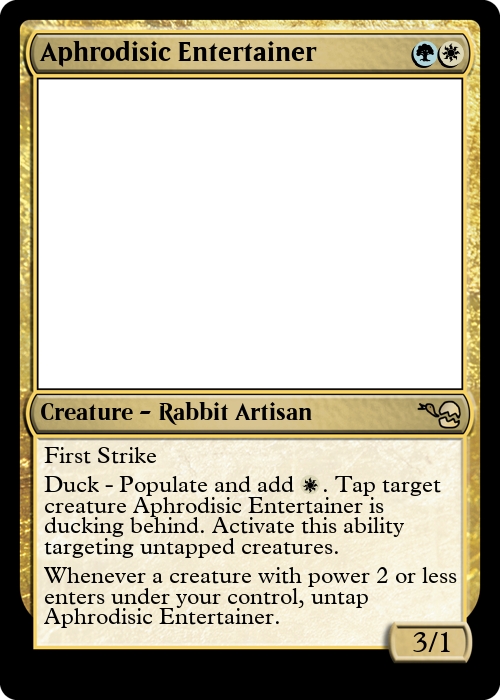 Aphrodisic Entertainer
Creature – Rabbit Artisan
First Strike
Duck - Populate and add . Tap target
creature Aphrodisic Entertainer is
ducking behind. Activate this ability
targeting untapped creatures.
Whenever a creature with power 2 or less
enters under your control, untap
Aphrodisic Entertainer.
3/1